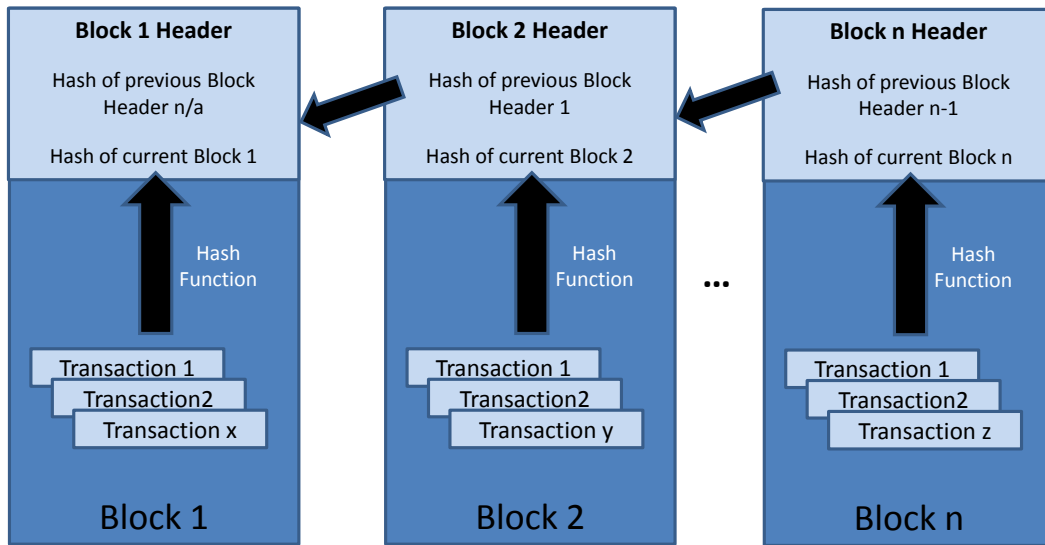 Block 1 Header
Hash of previous Block
Header n/a
Hash of current Block 1
Hash
Function
Transaction 1
Transaction2
Transaction x
Block 1
Block 2 Header
Hash of previous Block
Header 1
Hash of current Block 2
Hash
Function
Transaction 1
Transaction2
Transaction y
Block 2
...
Block n Header
Hash of previous Block
Header n-1
Hash of current Block n
Hash
Function
Transaction 1
Transaction2
Transaction z
Block n